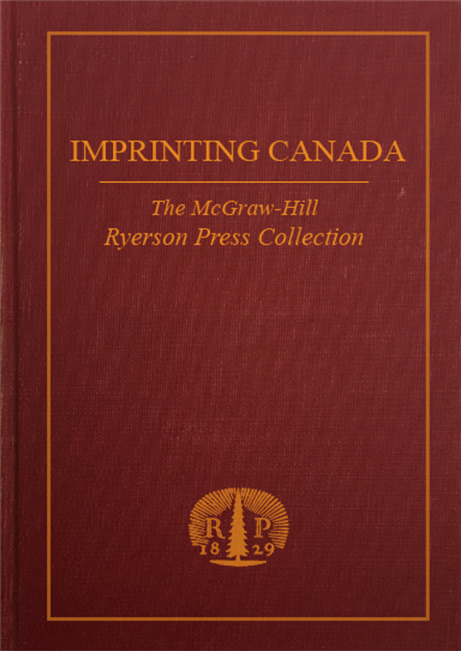 IMPRINTING CANADA
The McGraw-Hill
Ryerson Press Collection
R P
18 29